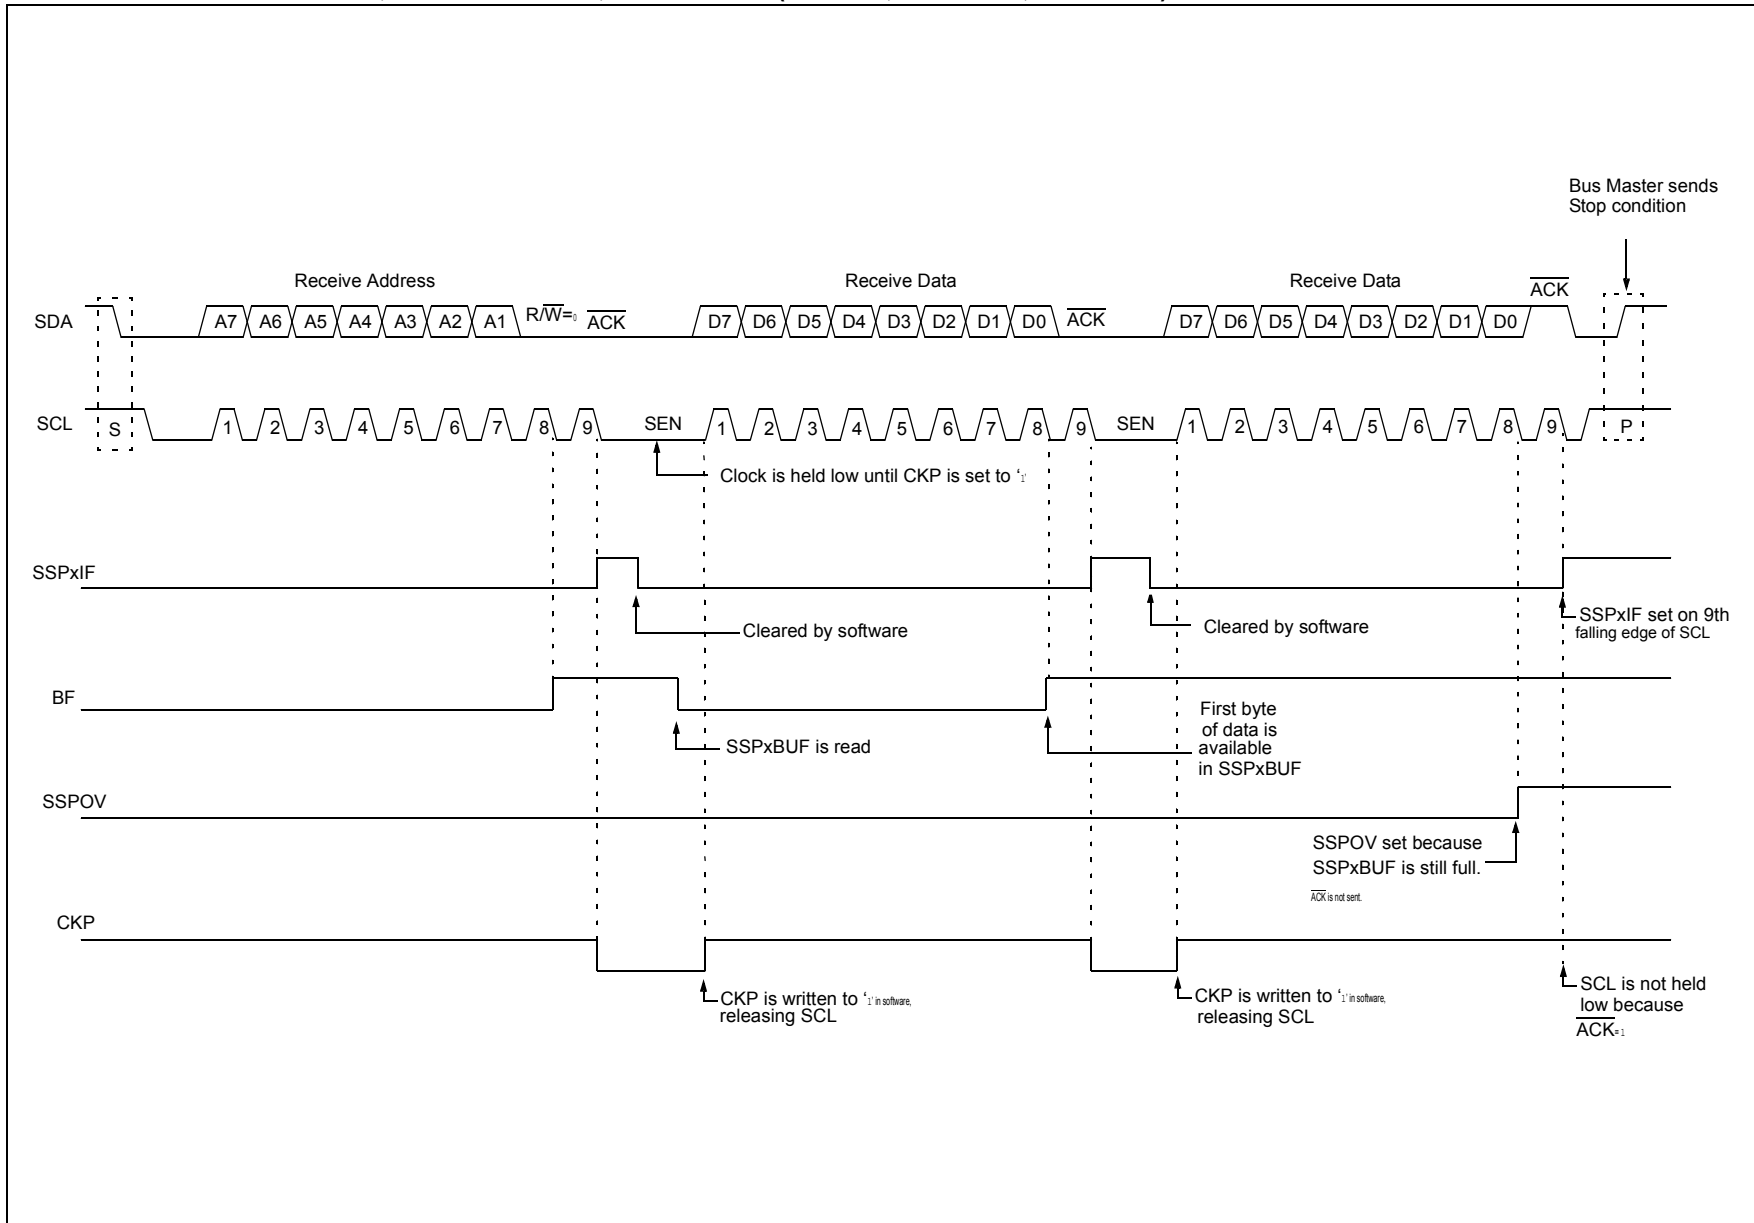 Bus Master sends
Stop condition
Receive Address
Receive Data
Receive Data
ACK
SDA
A7 A6 A5 A4 A3 A2 A1 R/W=0 ACK
D7 D6 D5 D4 D3 D2 D1 D0 ACK
D7 D6 D5 D4 D3 D2 D1 D0
SCL
S 1 2 3 4 5 6 7 8 9 SEN 1 2 3 4 5 6 7 8 9 SEN 1 2 3 4 5 6 7 8 9 P
Clock is held low until CKP is set to ‘1’
SSPxIF
Cleared by software
Cleared by software
SSPxIF set on 9th
falling edge of SCL
BF
SSPxBUF is read
First byte
of data is
available
in SSPxBUF
SSPOV
SSPOV set because
SSPxBUF is still full.
ACK is not sent.
CKP
CKP is written to ‘1’ in software,
releasing SCL
CKP is written to ‘1’ in software,
releasing SCL
SCL is not held
low because
ACK= 1